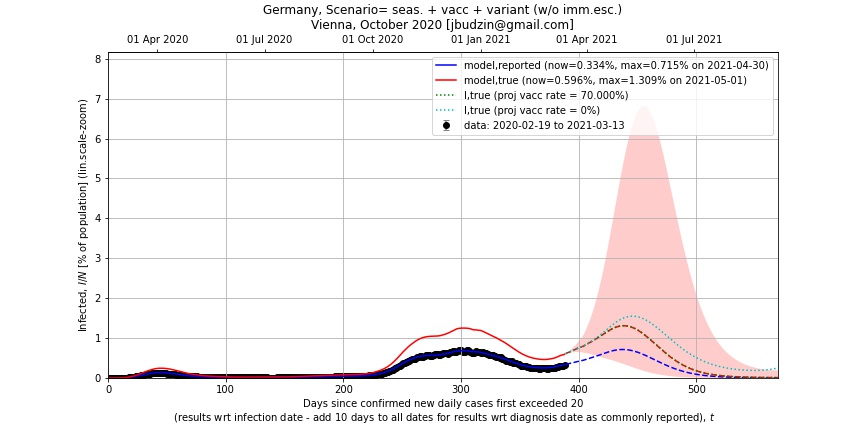 Germany, Scenario= seas. + vacc + variant (w/o imm.esc.)
Vienna, October 2020 [jbudzin@gmail.com]
01 Apr 2020 01 Jul 2020 01 Oct 2020 01 Jan 2021 01 Apr 2021 01 Jul 2021
model,reported (now=0.334%, max=0.715% on 2021-04-30)
model,true (now=0.596%, max=1.309% on 2021-05-01)
I,true (proj vacc rate = 70.000%)
I,true (proj vacc rate = 0%)
data: 2020-02-19 to 2021-03-13
Infected, I/N [% of population] (lin.scale-zoom)
8
7
6
5
4
3
2
1
0
0 100 200 300 400 500
Days since confirmed new daily cases first exceeded 20
(results wrt infection date - add 10 days to all dates for results wrt diagnosis date as commonly reported), t